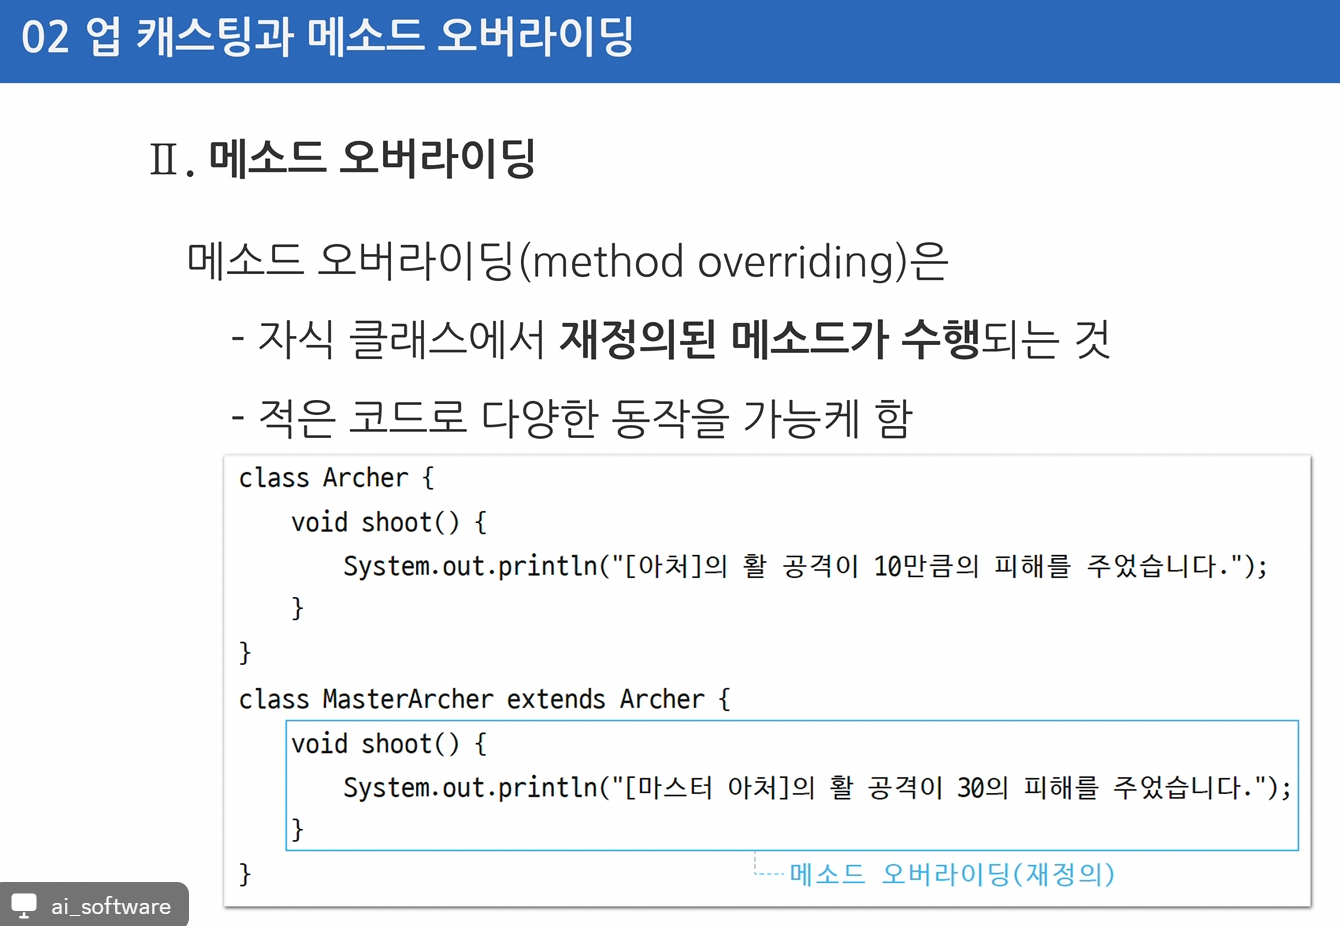 02 업 캐스팅과 메소드 오버라이딩
Ⅱ. 메소드 오버라이딩
메소드 오버라이딩(method overriding)은
- 자식 클래스에서 재정의된 메소드가 수행되는 것
- 적은 코드로 다양한 동작을 가능케 함
class Archer {
    void shoot() {
        System.out.println("[아처]의 활 공격이 10만큼의 피해를 주었습니다.");
    }
}
class MasterArcher extends Archer {
    void shoot() {
        System.out.println("[마스터 아처]의 활 공격이 30의 피해를 주었습니다.");
    }
}
메소드 오버라이딩(재정의)
ai_software